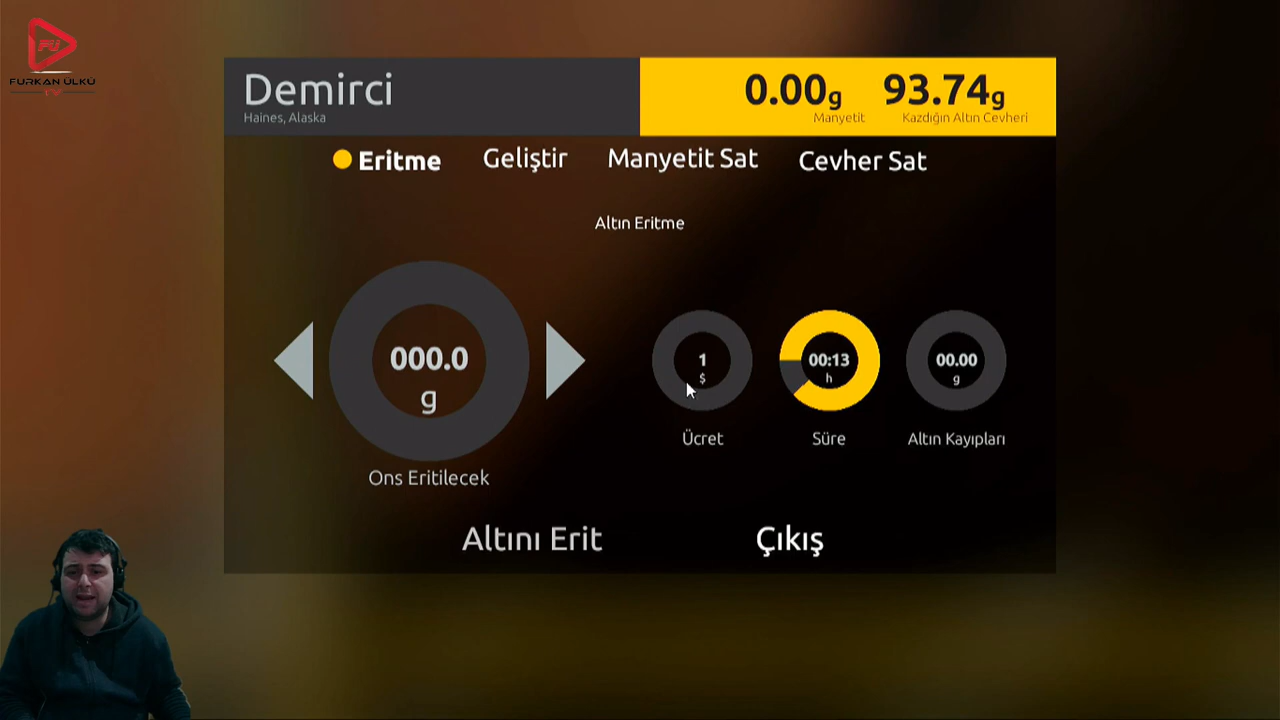 FU
FURKAN ÜLKÜ
Demirci
Haines, Alaska
0.00g
Manyetit
93.74g
Kazdığın Altın Cevheri
Eritme
Geliştir
Manyetit Sat
Cevher Sat
Altın Eritme
000.0
g
Ons Eritilecek
1
$
Ücret
00:13
h
Süre
00.00
g
Altın Kayıpları
Altını Erit
Çıkış